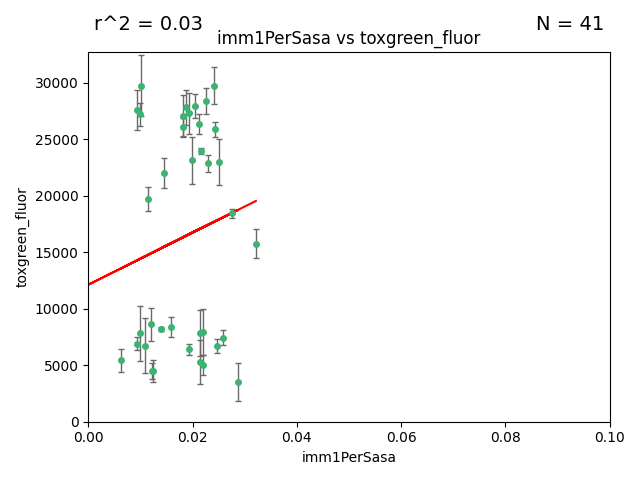 r^2 = 0.03
N = 41
imm1PerSasa vs toxgreen_fluor
30000
25000
20000
15000
10000
5000
0
toxgreen_fluor
0.00 0.02 0.04 0.06 0.08 0.10
imm1PerSasa